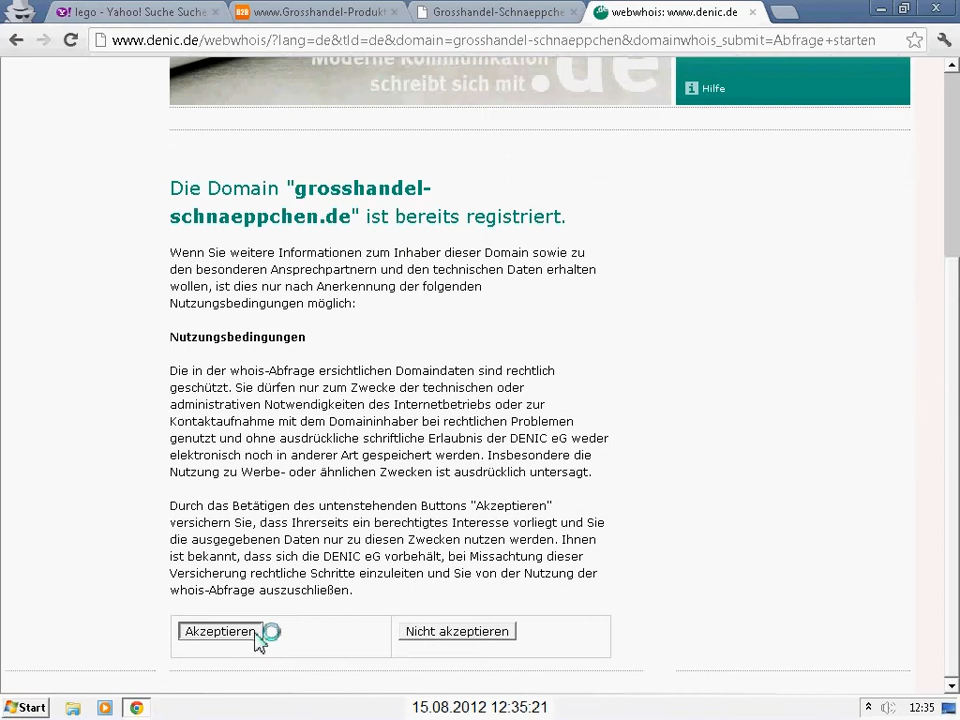 lego - Yahoo! Suche Suche
B2B www.Grosshandel-Produkt
Grosshandel-Schnaeppche
webwhois: www.denic.de
www.denic.de/webwhois/?lang=de&tld=de&domain=grosshandel-schnaeppchen&domainwhois_submit=Abfrage+starten
Moderne Kommunikation
schreibt sich mit .de
i Hilfe
Die Domain "grosshandel-
schnaeppchen.de" ist bereits registriert.
Wenn Sie weitere Informationen zum Inhaber dieser Domain sowie zu
den besonderen Ansprechpartnern und den technischen Daten erhalten
wollen, ist dies nur nach Anerkennung der folgenden
Nutzungsbedingungen möglich:
Nutzungsbedingungen
Die in der whois-Abfrage ersichtlichen Domaindaten sind rechtlich
geschützt. Sie dürfen nur zum Zwecke der technischen oder
administrativen Notwendigkeiten des Internetbetriebs oder zur
Kontaktaufnahme mit dem Domaininhaber bei rechtlichen Problemen
genutzt und ohne ausdrückliche schriftliche Erlaubnis der DENIC eG weder
elektronisch noch in anderer Art gespeichert werden. Insbesondere die
Nutzung zu Werbe- oder ähnlichen Zwecken ist ausdrücklich untersagt.
Durch das Betätigen des untenstehenden Buttons "Akzeptieren"
versichern Sie, dass Ihrerseits ein berechtigtes Interesse vorliegt und Sie
die ausgegebenen Daten nur zu diesen Zwecken nutzen werden. Ihnen
ist bekannt, dass sich die DENIC eG vorbehält, bei Missachtung dieser
Versicherung rechtliche Schritte einzuleiten und Sie von der Nutzung der
whois-Abfrage auszuschließen.
Akzeptieren
Nicht akzeptieren
Start
15.08.2012 12:35:21
12:35